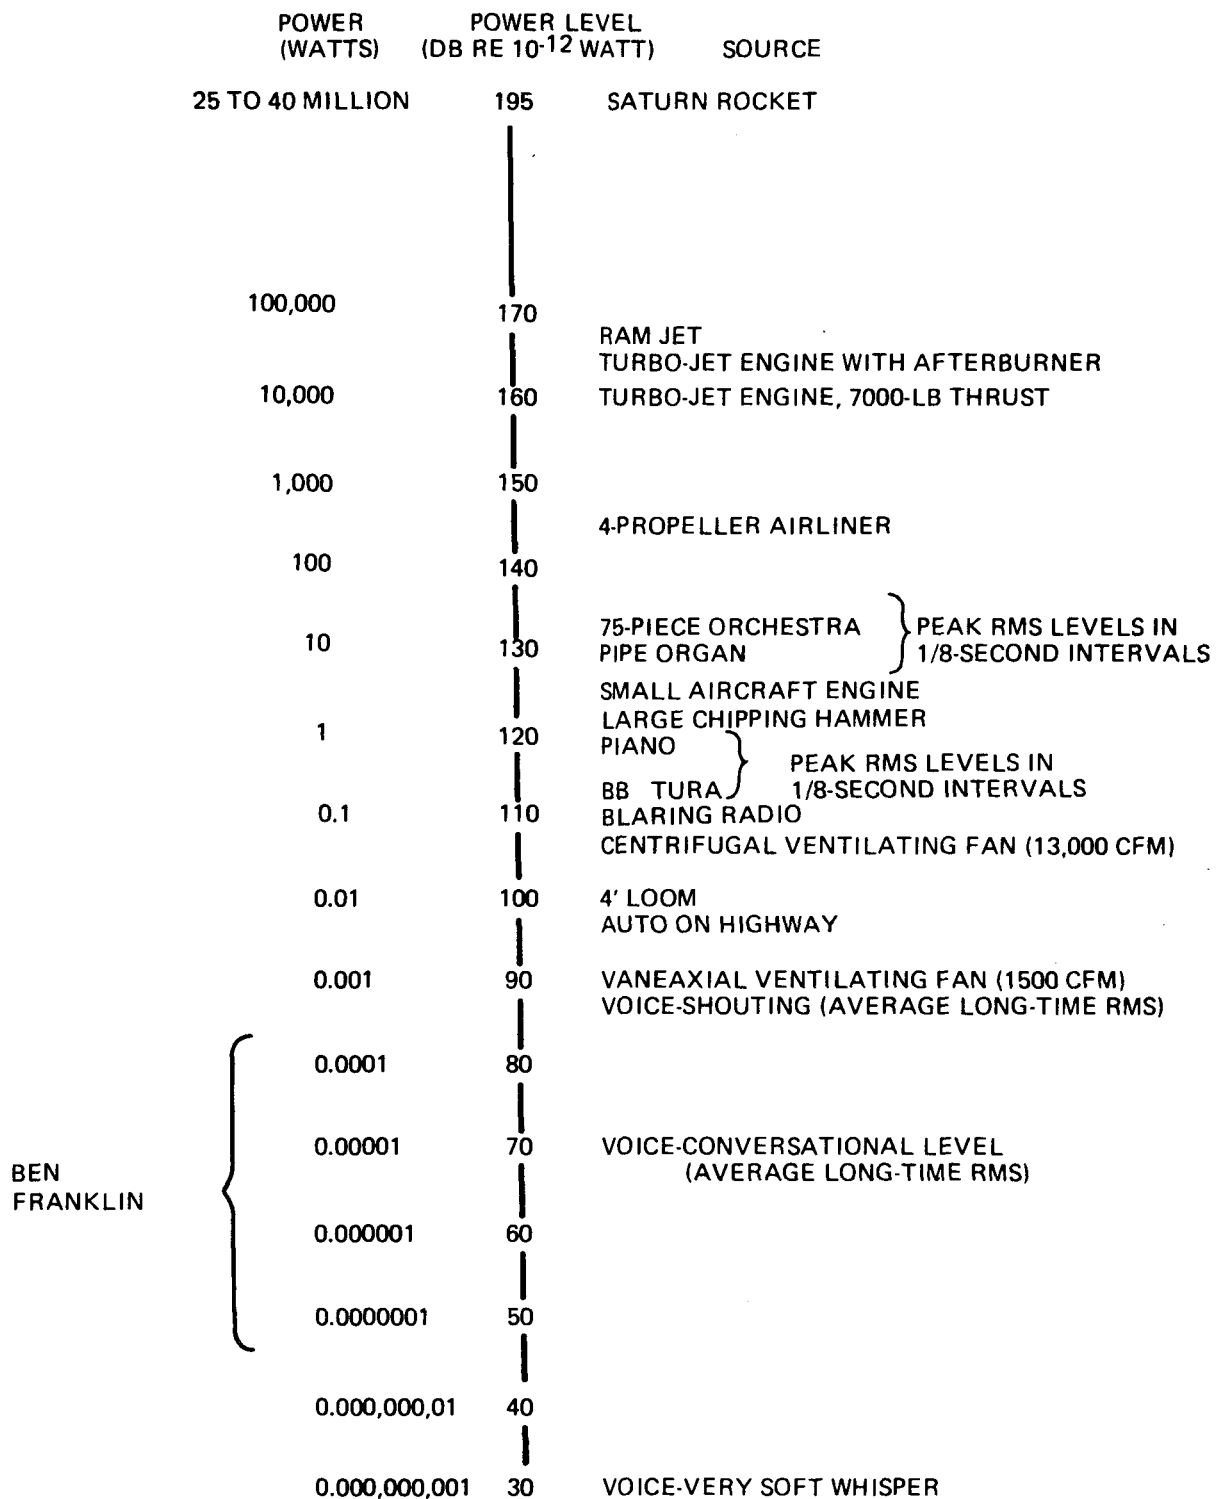 POWER (WATTS) POWER LEVEL (DB RE 10-12 WATT) SOURCE
25 TO 40 MILLION 195 SATURN ROCKET
100,000 170
RAM JET
TURBO-JET ENGINE WITH AFTERBURNER
10,000 160 TURBO-JET ENGINE, 7000-LB THRUST
1,000 150
4-PROPELLER AIRLINER
100 140
75-PIECE ORCHESTRA PEAK RMS LEVELS IN
10 130 PIPE ORGAN 1/8-SECOND INTERVALS
SMALL AIRCRAFT ENGINE
LARGE CHIPPING HAMMER
1 120 PIANO
PEAK RMS LEVELS IN
BB TURA 1/8-SECOND INTERVALS
0.1 110 BLARING RADIO
CENTRIFUGAL VENTILATING FAN (13,000 CFM)
0.01 100 4' LOOM
AUTO ON HIGHWAY
0.001 90 VANEAXIAL VENTILATING FAN (1500 CFM)
VOICE-SHOUTING (AVERAGE LONG-TIME RMS)
0.0001 80
0.00001 70 VOICE-CONVERSATIONAL LEVEL
(AVERAGE LONG-TIME RMS)
BEN
FRANKLIN
0.000001 60
0.0000001 50
0.000,000,01 40
0.000,000,001 30 VOICE-VERY SOFT WHISPER